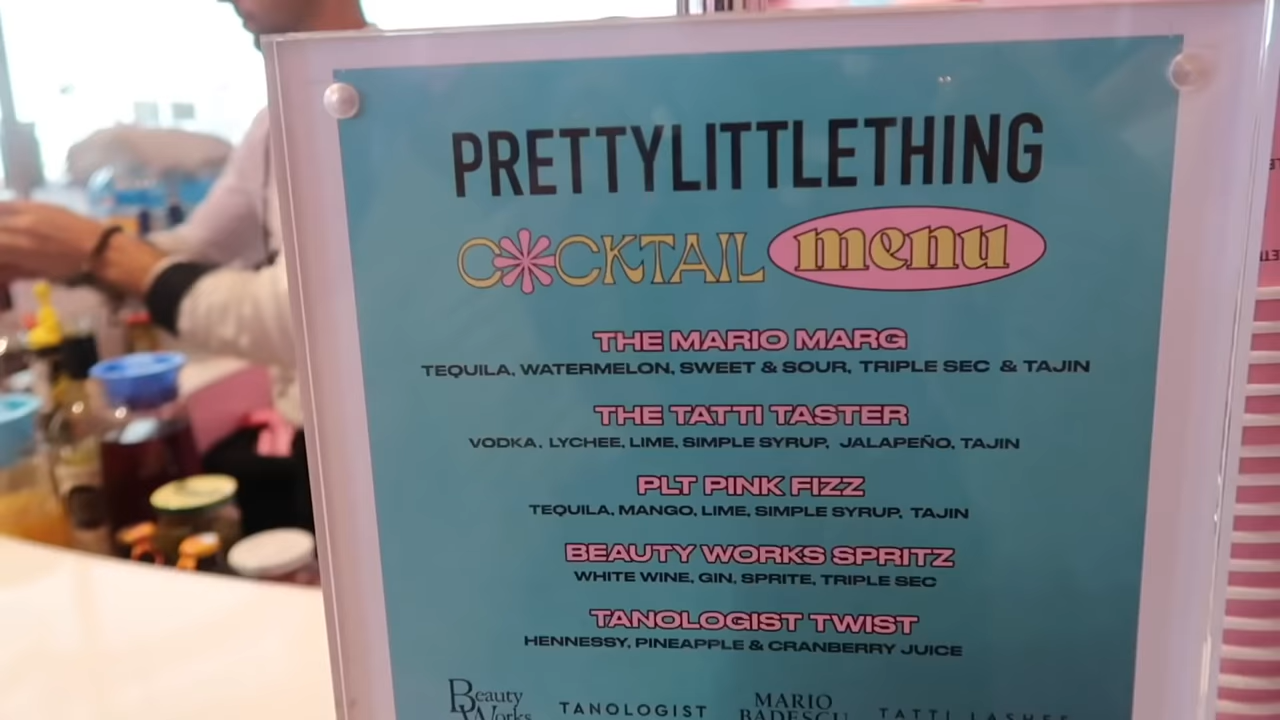 PRETTYLITTLETHING
COCKTAIL menu
THE MARIO MARG
TEQUILA, WATERMELON, SWEET & SOUR, TRIPLE SEC & TAJIN
THE TATTI TASTER
VODKA, LYCHEE, LIME, SIMPLE SYRUP, JALAPEÑO, TAJIN
PLT PINK FIZZ
TEQUILA, MANGO, LIME, SIMPLE SYRUP, TAJIN
BEAUTY WORKS SPRITZ
WHITE WINE, GIN, SPRITE, TRIPLE SEC
TANOLOGIST TWIST
HENNESSY, PINEAPPLE & CRANBERRY JUICE
Beauty Works
TANOLOGIST
MARIO BADESCU
TATTI LASHES